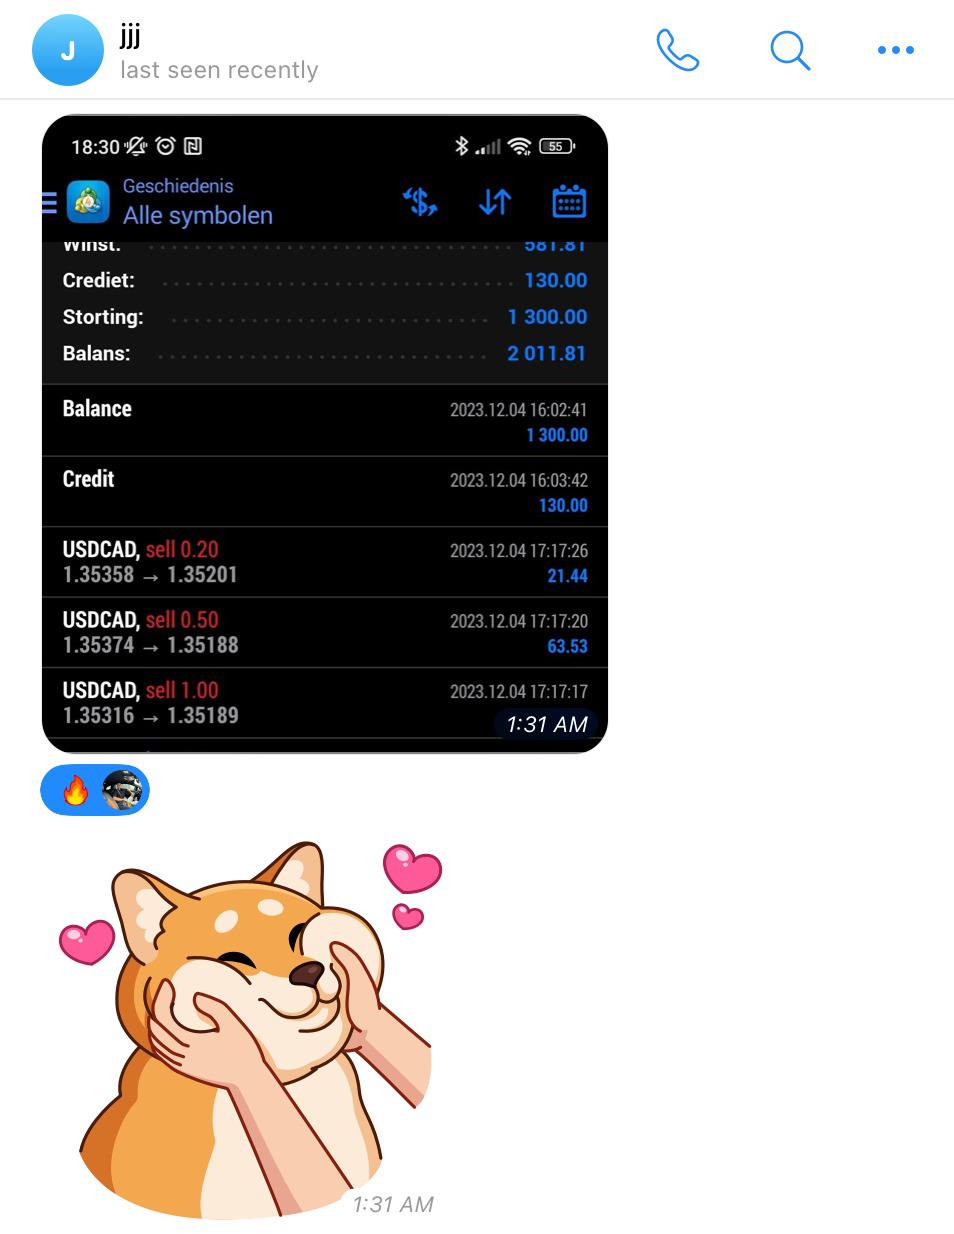 J
jjj
last seen recently
18:30
55
Geschiedenis
Alle symbolen
Winst: 581.81
Crediet: 130.00
Storting: 1 300.00
Balans: 2 011.81
Balance 2023.12.04 16:02:41
1 300.00
Credit 2023.12.04 16:03:42
130.00
USDCAD, sell 0.20 2023.12.04 17:17:26
1.35358 → 1.35201 21.44
USDCAD, sell 0.50 2023.12.04 17:17:20
1.35374 → 1.35188 63.53
USDCAD, sell 1.00 2023.12.04 17:17:17
1.35316 → 1.35189
1:31 AM
1:31 AM